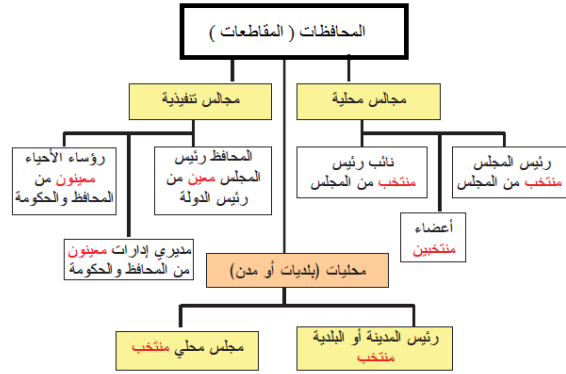 المحافظات ( المقاطعات )
مجالس محلية
مجالس تنفيذية
رئيس المجلس
منتخب من المجلس
نائب رئيس
منتخب من المجلس
أعضاء
منتخبين
المحافظ رئيس
المجلس معين من
رئيس الدولة
رؤساء الأحياء
معينون من
المحافظ والحكومة
مديري إدارات معينون
من المحافظ والحكومة
محليات (بلديات أو مدن)
رئيس المدينة أو البلدية
منتخب
مجلس محلي منتخب